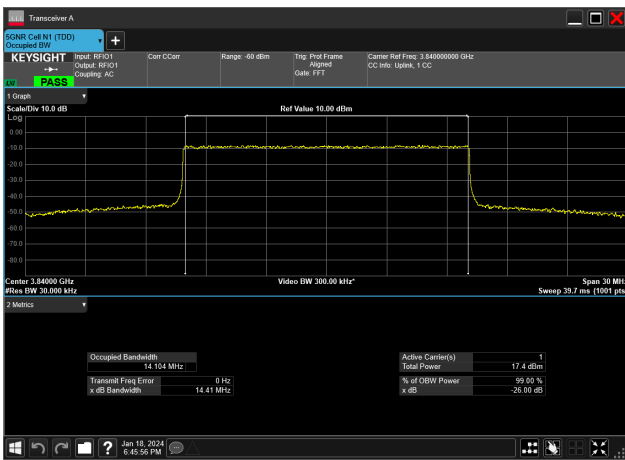 Transceiver A
5GNR Cell N1 (TDD)
Occupied BW
KEYSIGHT
LV PASS
Input: RFIO1
Output: RFIO1
Coupling: AC
Corr CCorr
Range: -60 dBm
Trig: Prot Frame
Aligned
Gate: FFT
Carrier Ref Freq: 3.840000000 GHz
CC Info: Uplink, 1 CC
1 Graph
Scale/Div 10.0 dB
Ref Value 10.00 dBm
Log
0.00
-10.0
-20.0
-30.0
-40.0
-50.0
-60.0
-70.0
-80.0
Center 3.84000 GHz
Video BW 300.00 kHz*
Span 30 MHz
#Res BW 30.000 kHz
Sweep 39.7 ms (1001 pts
2 Metrics
Occupied Bandwidth
14.104 MHz
Transmit Freq Error 0 Hz
x dB Bandwidth 14.41 MHz
Active Carrier(s) 1
Total Power 17.4 dBm
% of OBW Power 99.00 %
x dB -26.00 dB
Jan 18, 2024
6:45:56 PM